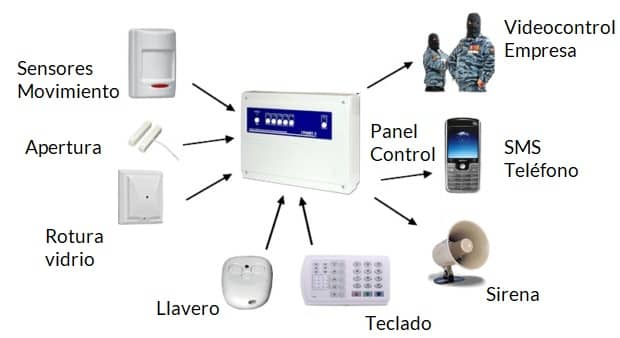 Sensores
Movimiento
Apertura
Rotura
vidrio
Llavero
Teclado
Panel
Control
Videocontrol
Empresa
SMS
Teléfono
Sirena